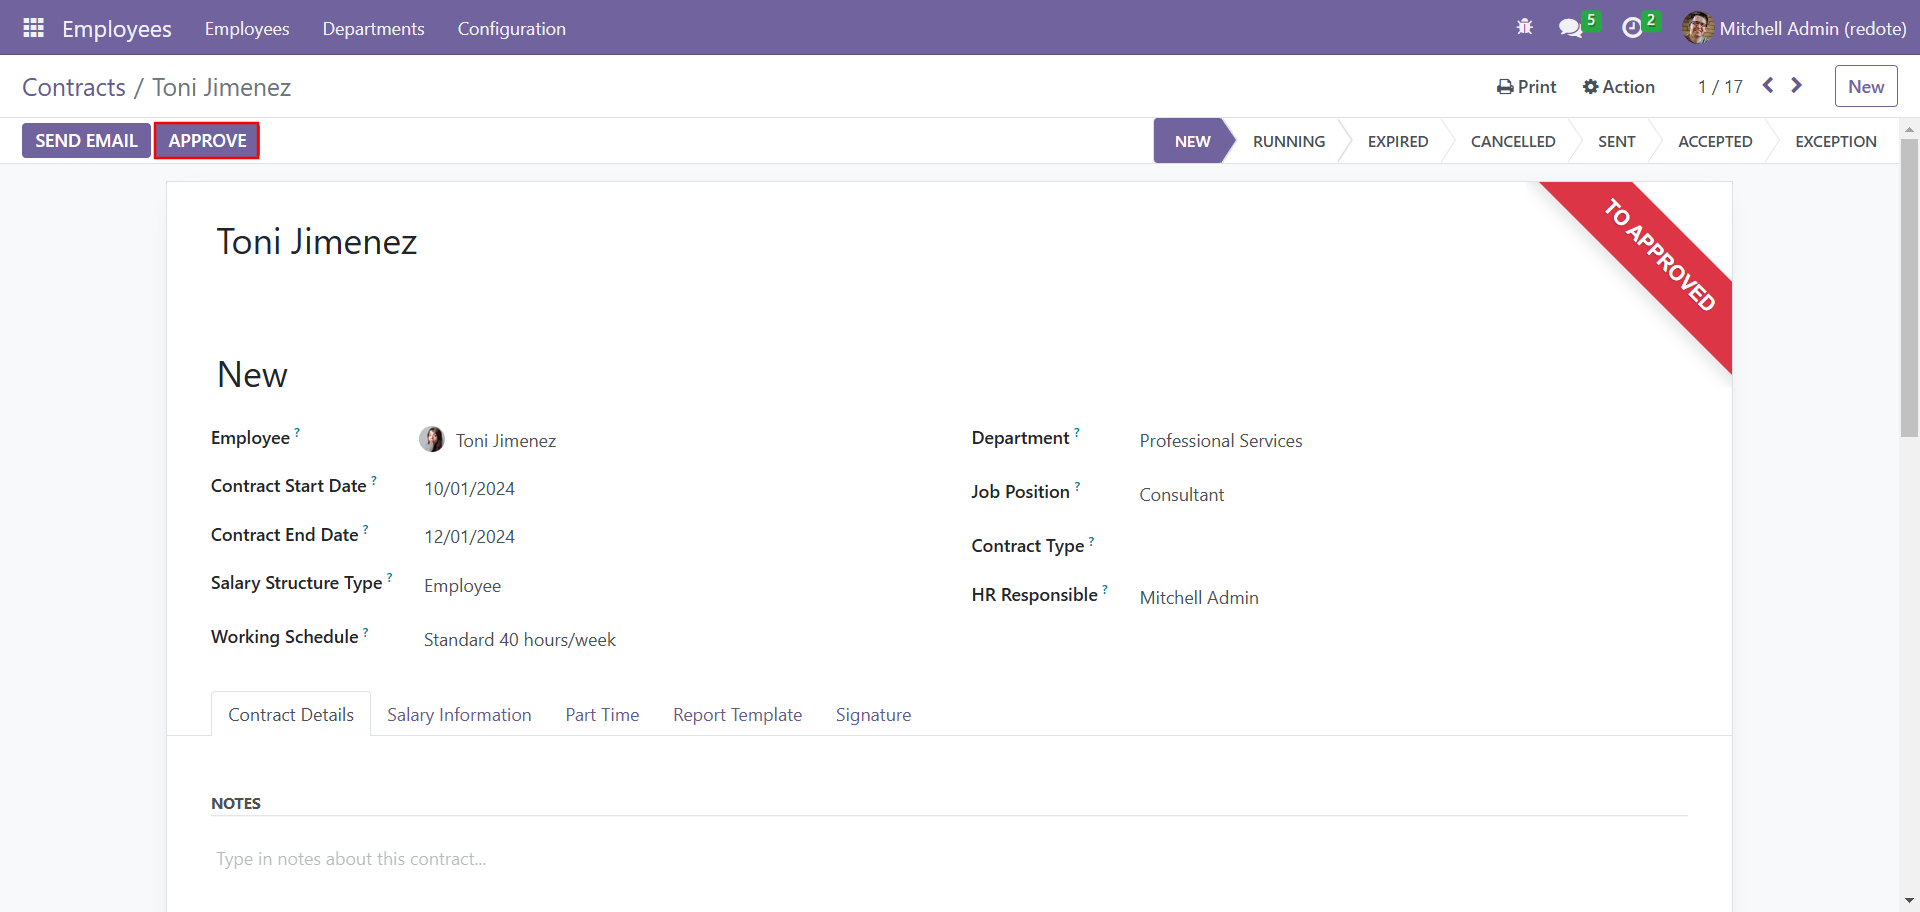 Employees Employees Departments Configuration 5 2 Mitchell Admin (redote)
Contracts / Toni Jimenez Print Action 1 / 17 New
SEND EMAIL APPROVE NEW RUNNING EXPIRED CANCELLED SENT ACCEPTED EXCEPTION
TO APPROVED
Toni Jimenez
New
Employee ? Toni Jimenez Department ? Professional Services
Contract Start Date ? 10/01/2024 Job Position ? Consultant
Contract End Date ? 12/01/2024 Contract Type ?
Salary Structure Type ? Employee HR Responsible ? Mitchell Admin
Working Schedule ? Standard 40 hours/week
Contract Details Salary Information Part Time Report Template Signature
NOTES
Type in notes about this contract...